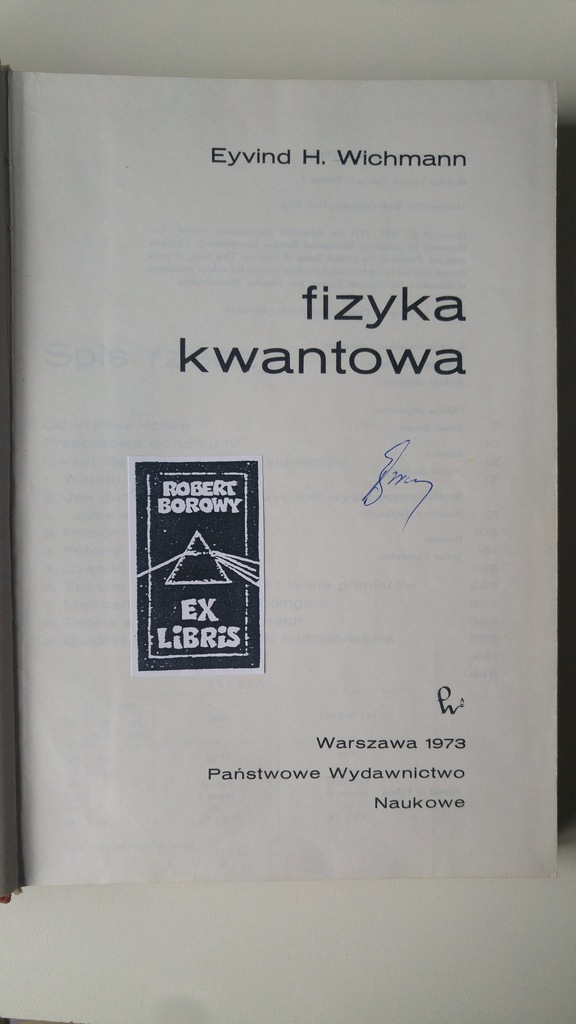 Eyvind H. Wichmann
fizyka
kwantowa
ROBERT
BOROWY
EX
LiBRiS
Warszawa 1973
Państwowe Wydawnictwo
Naukowe